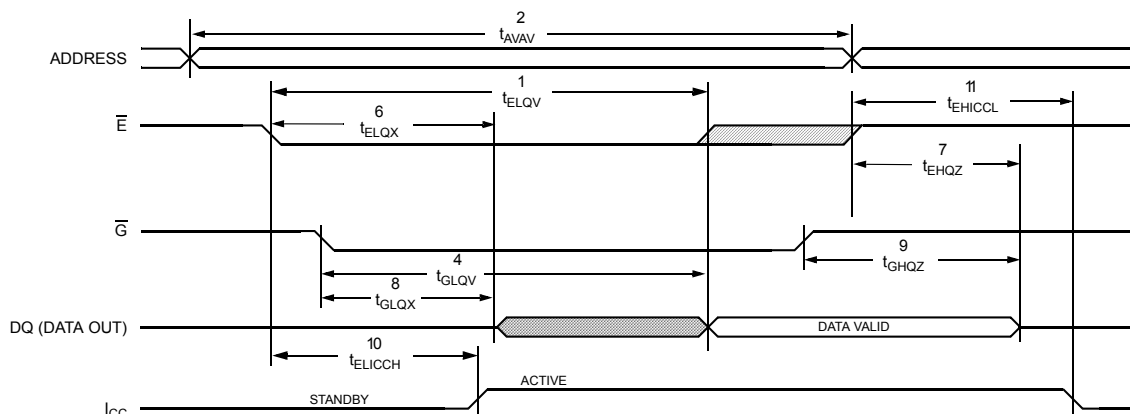 2
tAVAV
ADDRESS
1
tELQV
11
tEHICCL
6
tELQX
E
7
tEHQZ
G
9
tGHQZ
4
tGLQV
8
tGLQX
DQ (DATA OUT)
DATA VALID
10
tELICCH
ACTIVE
STANDBY
ICC